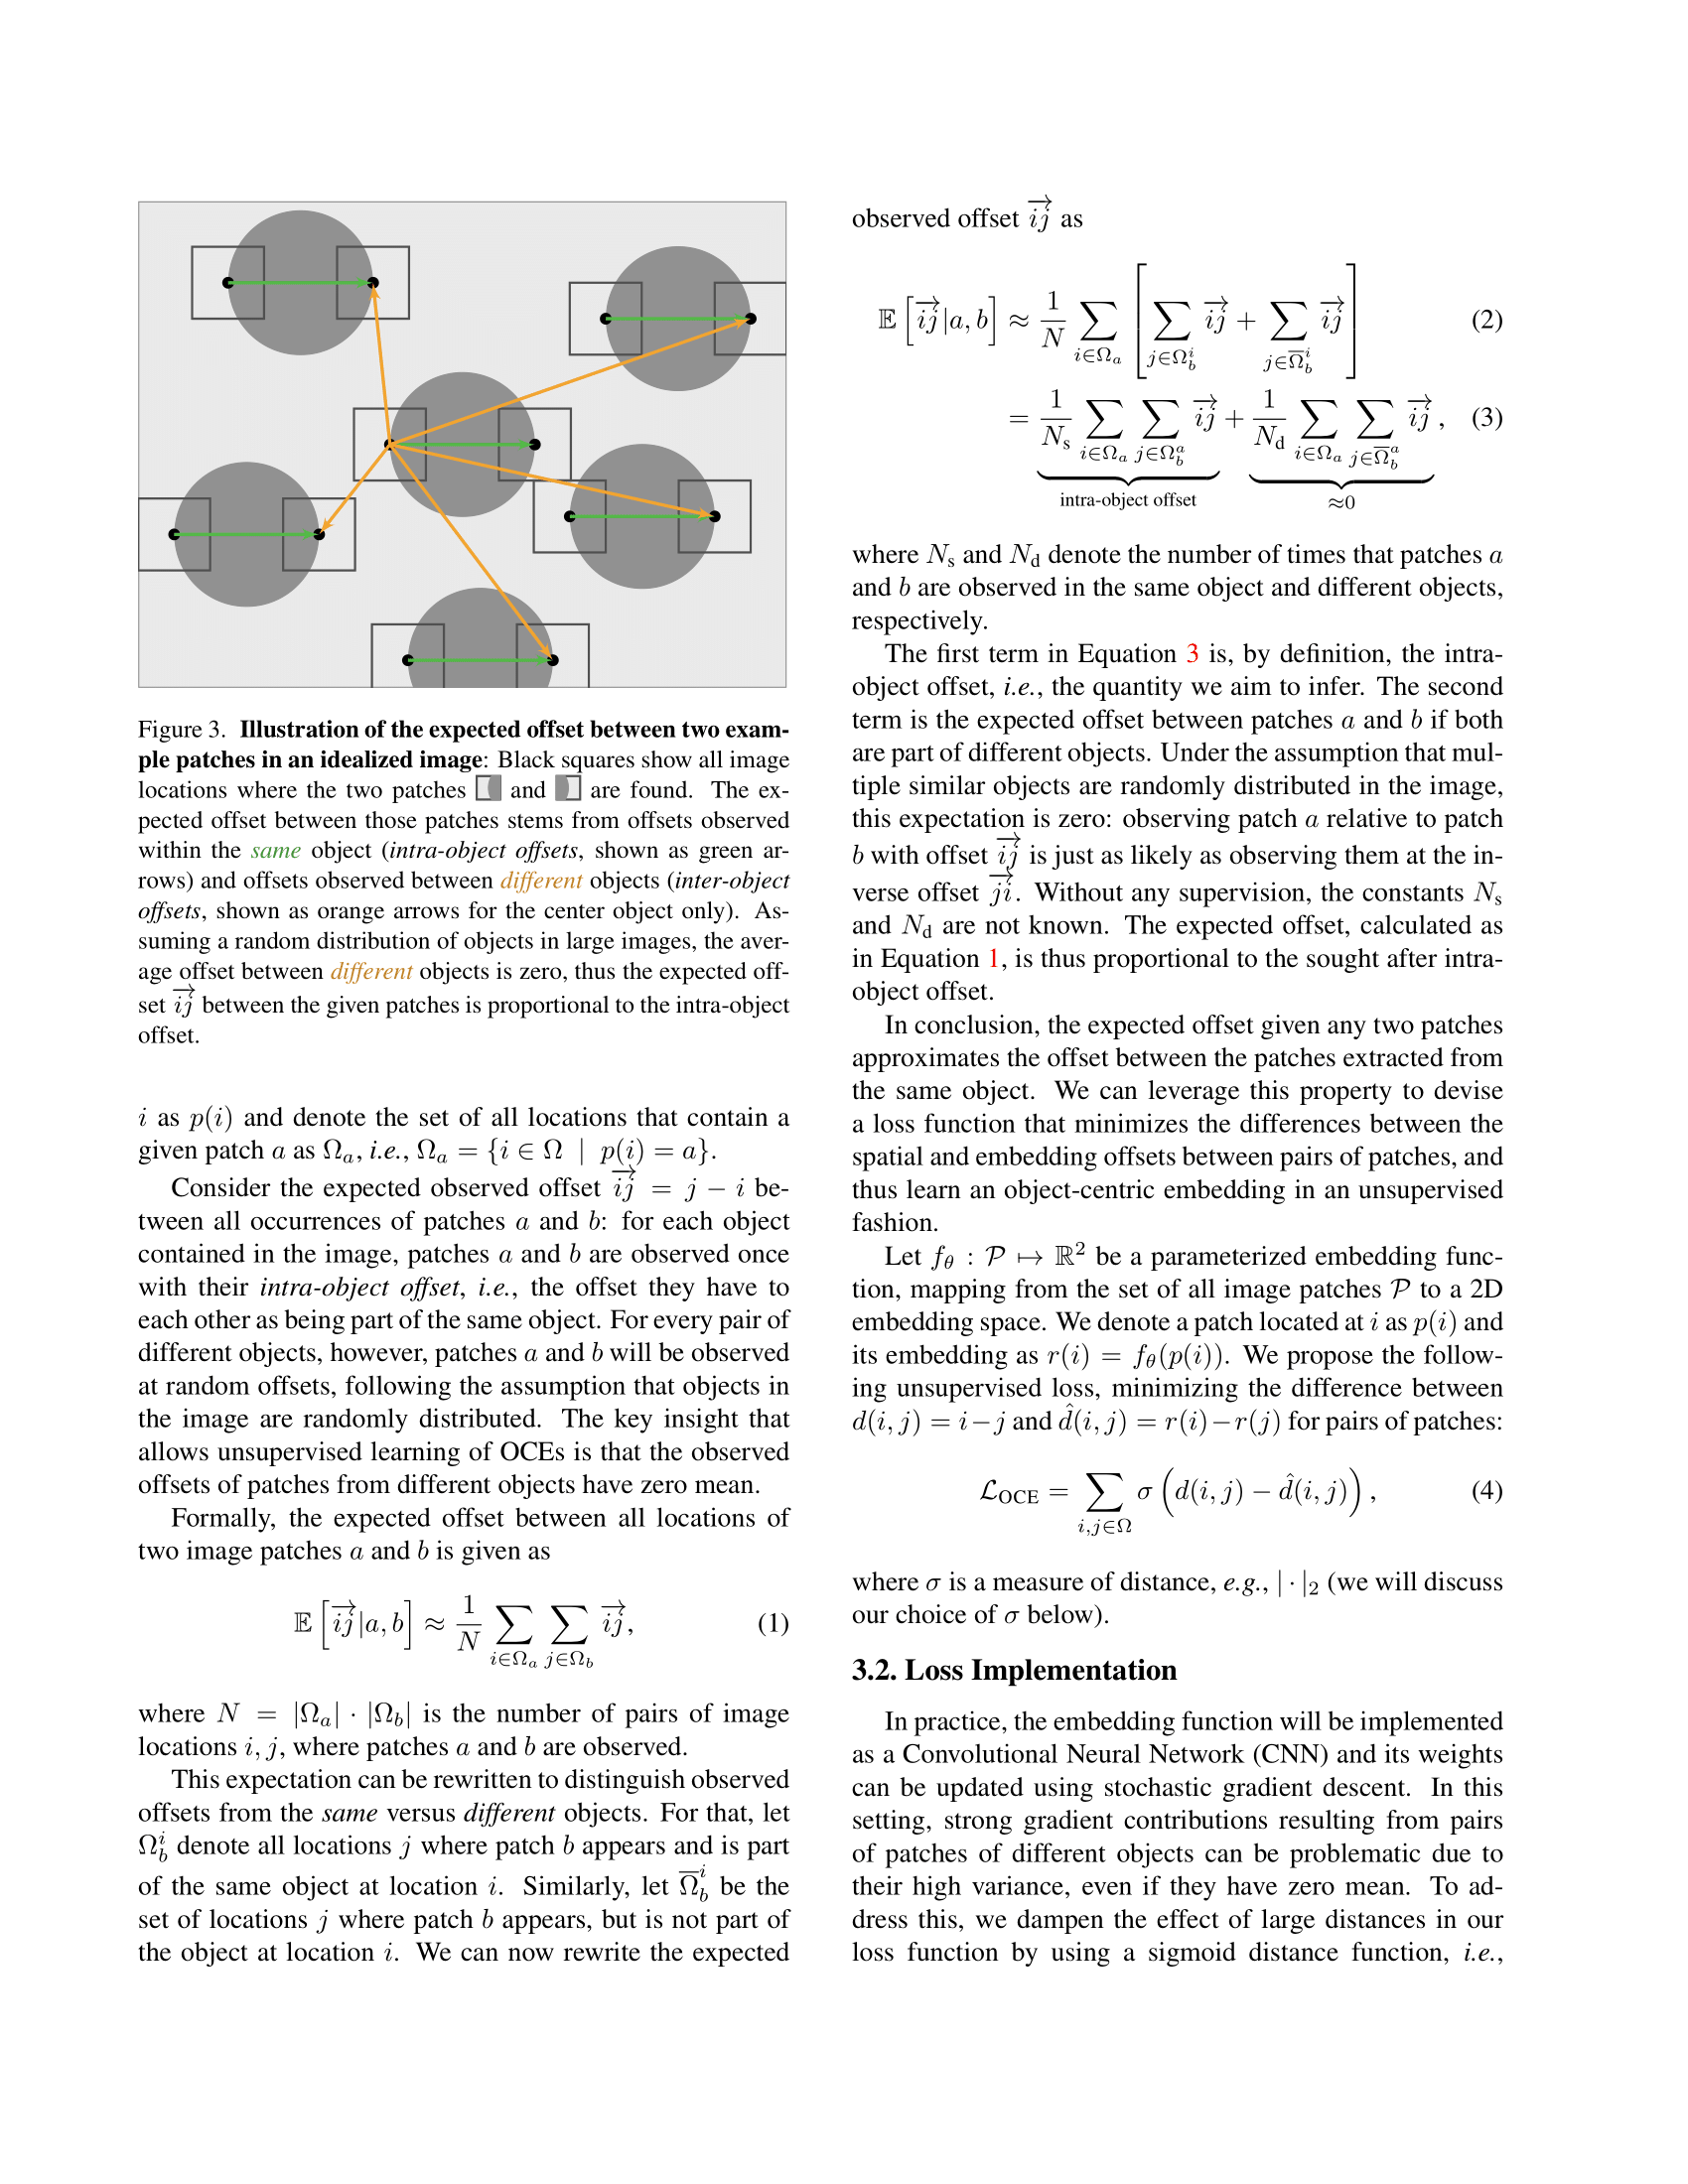 Figure 3. Illustration of the expected offset between two exam-
ple patches in an idealized image: Black squares show all image
locations where the two patches and are found. The ex-
pected offset between those patches stems from offsets observed
within the same object (intra-object offsets, shown as green ar-
rows) and offsets observed between different objects (inter-object
offsets, shown as orange arrows for the center object only). As-
suming a random distribution of objects in large images, the aver-
age offset between different objects is zero, thus the expected off-
set $\overrightarrow{ij}$ between the given patches is proportional to the intra-object
offset.
i as p(i) and denote the set of all locations that contain a
given patch a as Ω_a, i.e., Ω_a = {i ∈ Ω | p(i) = a}.
Consider the expected observed offset $\overrightarrow{ij}$ = j − i be-
tween all occurrences of patches a and b: for each object
contained in the image, patches a and b are observed once
with their intra-object offset, i.e., the offset they have to
each other as being part of the same object. For every pair of
different objects, however, patches a and b will be observed
at random offsets, following the assumption that objects in
the image are randomly distributed. The key insight that
allows unsupervised learning of OCEs is that the observed
offsets of patches from different objects have zero mean.
Formally, the expected offset between all locations of
two image patches a and b is given as
$\mathbb{E}\left[\overrightarrow{ij}|a,b\right] \approx \frac{1}{N} \sum_{i\in\Omega_a} \sum_{j\in\Omega_b} \overrightarrow{ij},$ (1)
where N = |Ω_a| · |Ω_b| is the number of pairs of image
locations i, j, where patches a and b are observed.
This expectation can be rewritten to distinguish observed
offsets from the same versus different objects. For that, let
$\Omega_b^i$ denote all locations j where patch b appears and is part
of the same object at location i. Similarly, let $\overline{\Omega}_b^i$ be the
set of locations j where patch b appears, but is not part of
the object at location i. We can now rewrite the expected
observed offset $\overrightarrow{ij}$ as
$\mathbb{E}\left[\overrightarrow{ij}|a,b\right] \approx \frac{1}{N} \sum_{i\in\Omega_a} \left[ \sum_{j\in\Omega_b^i} \overrightarrow{ij} + \sum_{j\in\overline{\Omega}_b^i} \overrightarrow{ij} \right]$ (2)
$= \underbrace{\frac{1}{N_\text{s}} \sum_{i\in\Omega_a} \sum_{j\in\Omega_b^a} \overrightarrow{ij}}_{\text{intra-object offset}} + \underbrace{\frac{1}{N_\text{d}} \sum_{i\in\Omega_a} \sum_{j\in\overline{\Omega}_b^a} \overrightarrow{ij}}_{\approx 0},$ (3)
where N_s and N_d denote the number of times that patches a
and b are observed in the same object and different objects,
respectively.
The first term in Equation 3 is, by definition, the intra-
object offset, i.e., the quantity we aim to infer. The second
term is the expected offset between patches a and b if both
are part of different objects. Under the assumption that mul-
tiple similar objects are randomly distributed in the image,
this expectation is zero: observing patch a relative to patch
b with offset $\overrightarrow{ij}$ is just as likely as observing them at the in-
verse offset $\overrightarrow{ji}$. Without any supervision, the constants N_s
and N_d are not known. The expected offset, calculated as
in Equation 1, is thus proportional to the sought after intra-
object offset.
In conclusion, the expected offset given any two patches
approximates the offset between the patches extracted from
the same object. We can leverage this property to devise
a loss function that minimizes the differences between the
spatial and embedding offsets between pairs of patches, and
thus learn an object-centric embedding in an unsupervised
fashion.
Let $f_\theta : \mathcal{P} \mapsto \mathbb{R}^2$ be a parameterized embedding func-
tion, mapping from the set of all image patches $\mathcal{P}$ to a 2D
embedding space. We denote a patch located at i as p(i) and
its embedding as r(i) = f_θ(p(i)). We propose the follow-
ing unsupervised loss, minimizing the difference between
d(i, j) = i−j and $\hat{d}$(i, j) = r(i)−r(j) for pairs of patches:
$\mathcal{L}_\text{OCE} = \sum_{i,j\in\Omega} \sigma\left(d(i,j) - \hat{d}(i,j)\right),$ (4)
where σ is a measure of distance, e.g., | · |₂ (we will discuss
our choice of σ below).
3.2. Loss Implementation
In practice, the embedding function will be implemented
as a Convolutional Neural Network (CNN) and its weights
can be updated using stochastic gradient descent. In this
setting, strong gradient contributions resulting from pairs
of patches of different objects can be problematic due to
their high variance, even if they have zero mean. To ad-
dress this, we dampen the effect of large distances in our
loss function by using a sigmoid distance function, i.e.,